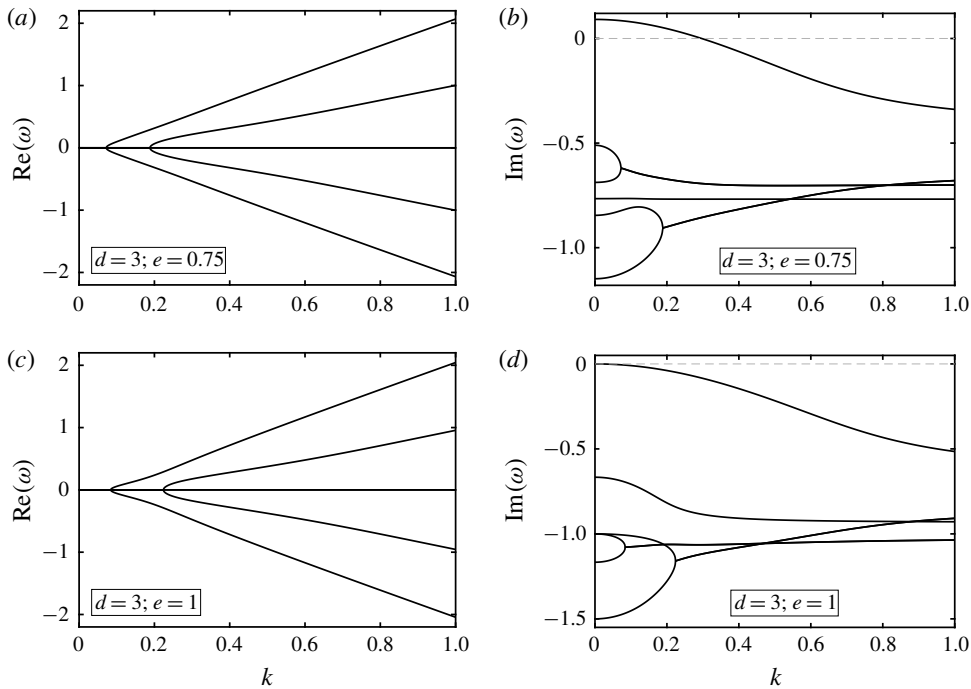 (a)
2
1
0
−1
−2
Re(ω)
d = 3; e = 0.75
0 0.2 0.4 0.6 0.8 1.0
(b)
0
−0.5
−1.0
Im(ω)
d = 3; e = 0.75
0 0.2 0.4 0.6 0.8 1.0
(c)
2
1
0
−1
−2
Re(ω)
d = 3; e = 1
0 0.2 0.4 0.6 0.8 1.0
k
(d)
0
−0.5
−1.0
−1.5
Im(ω)
d = 3; e = 1
0 0.2 0.4 0.6 0.8 1.0
k